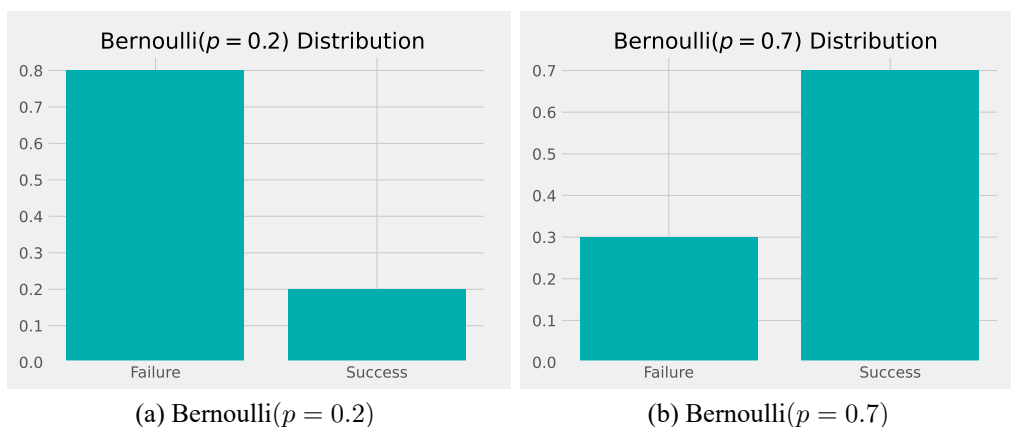 Bernoulli(p = 0.2) Distribution
0.8
0.7
0.6
0.5
0.4
0.3
0.2
0.1
0.0
Failure Success
(a) Bernoulli(p = 0.2)
Bernoulli(p = 0.7) Distribution
0.7
0.6
0.5
0.4
0.3
0.2
0.1
0.0
Failure Success
(b) Bernoulli(p = 0.7)